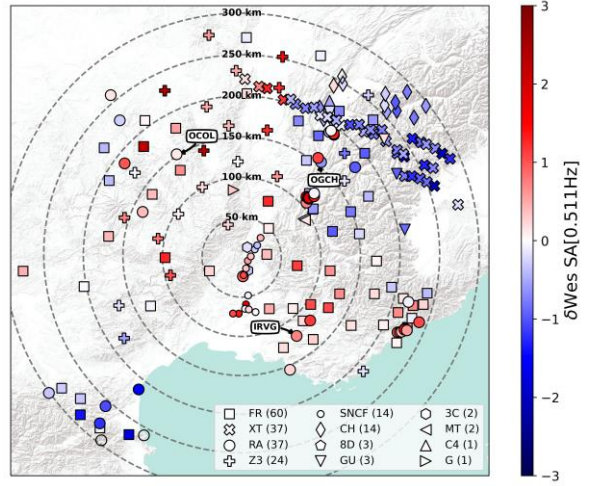 300 km
250 km
200 km
150 km
100 km
50 km
OCOL
OGCH
IRVG
FR (60)
XT (37)
RA (37)
Z3 (24)
SNCF (14)
CH (14)
8D (3)
GU (3)
3C (2)
MT (2)
C4 (1)
G (1)
3
2
1
0
−1
−2
−3
δWes SA[0.511Hz]